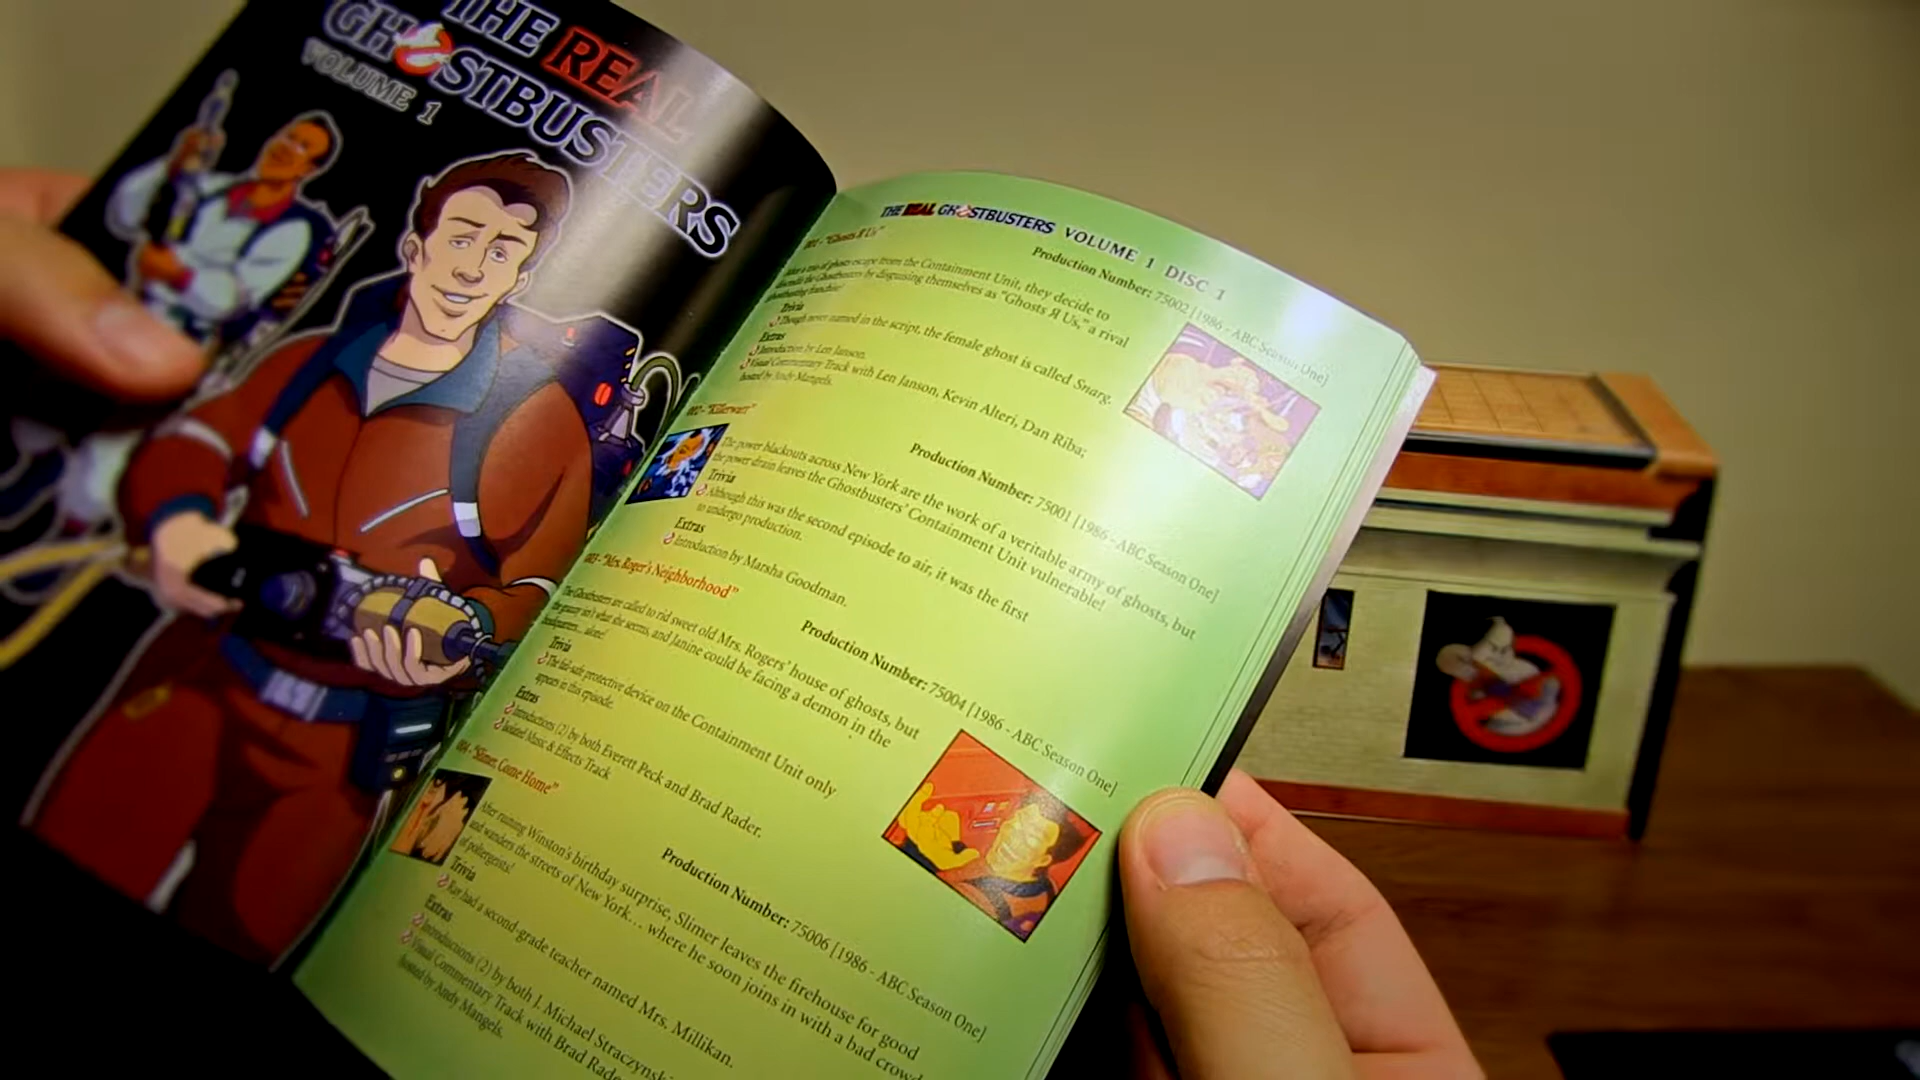 THE REAL
GHOSTBUSTERS
VOLUME 1
THE REAL GHOSTBUSTERS VOLUME 1 DISC 1
001 - "Ghosts Я Us"
Production Number: 75002 [1986 - ABC Season One]
After a trio of ghosts escape from the Containment Unit, they decide to
discredit the Ghostbusters by disguising themselves as "Ghosts Я Us," a rival
ghostbusting franchise!
Trivia
Though never named in the script, the female ghost is called Snarg.
Extras
Introduction by Len Janson.
Visual Commentary Track with Len Janson, Kevin Alteri, Dan Riba;
hosted by Andy Mangels.
002 - "Killerwatt"
Production Number: 75001 [1986 - ABC Season One]
The power blackouts across New York are the work of a veritable army of ghosts, but
the power drain leaves the Ghostbusters' Containment Unit vulnerable!
Trivia
Although this was the second episode to air, it was the first
to undergo production.
Extras
Introduction by Marsha Goodman.
003 - "Mrs. Roger's Neighborhood"
Production Number: 75004 [1986 - ABC Season One]
The Ghostbusters are called to rid sweet old Mrs. Rogers' house of ghosts, but
the granny isn't what she seems, and Janine could be facing a demon in the
headquarters... alone!
Trivia
The fail-safe protective device on the Containment Unit only
appears in this episode.
Extras
Introductions (2) by both Everett Peck and Brad Rader.
Isolated Music & Effects Track
004 - "Slimer, Come Home"
Production Number: 75006 [1986 - ABC Season One]
After ruining Winston's birthday surprise, Slimer leaves the firehouse for good
and wanders the streets of New York... where he soon joins in with a bad crowd
of poltergeists!
Trivia
Ray had a second-grade teacher named Mrs. Millikan.
Extras
Introductions (2) by both J. Michael Straczynski
Visual Commentary Track with Brad Rade
hosted by Andy Mangels.